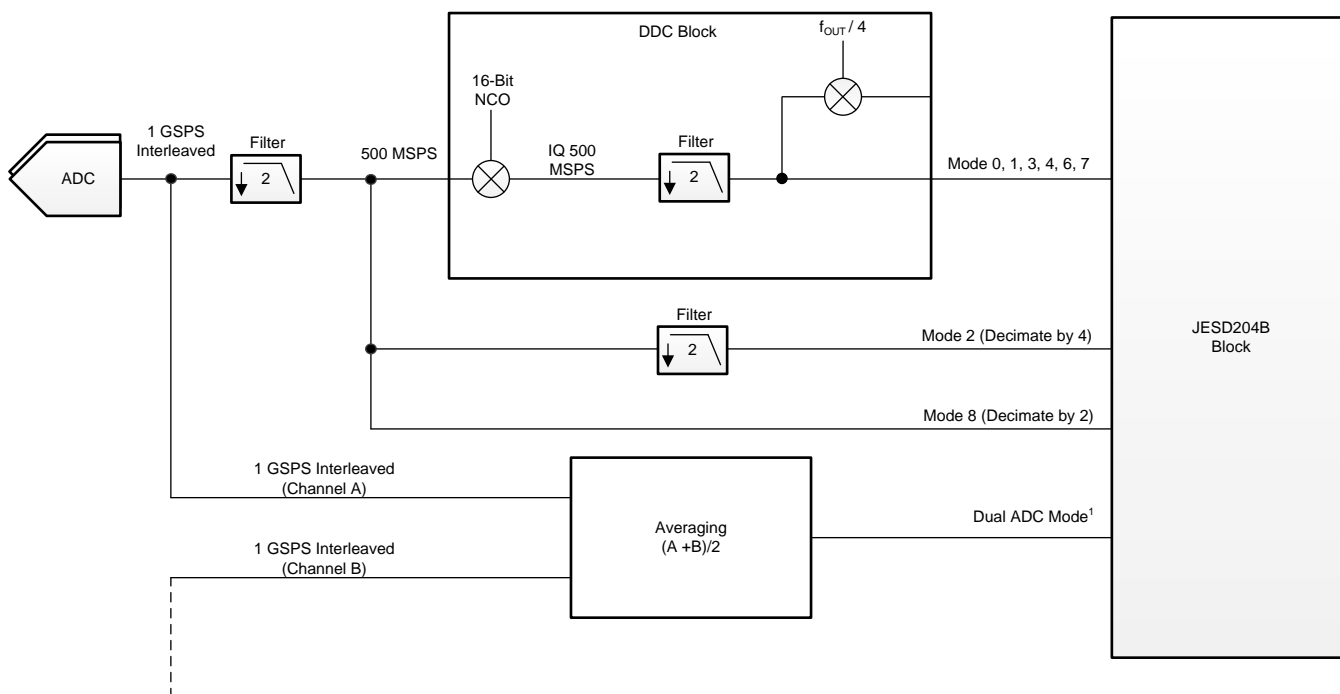 DDC Block
f_OUT / 4
16-Bit
NCO
1 GSPS
Interleaved
Filter
500 MSPS
IQ 500
MSPS
Filter
Mode 0, 1, 3, 4, 6, 7
ADC
2
2
Filter
2
Mode 2 (Decimate by 4)
JESD204B
Block
Mode 8 (Decimate by 2)
1 GSPS Interleaved
(Channel A)
Averaging
(A +B)/2
Dual ADC Mode¹
1 GSPS Interleaved
(Channel B)